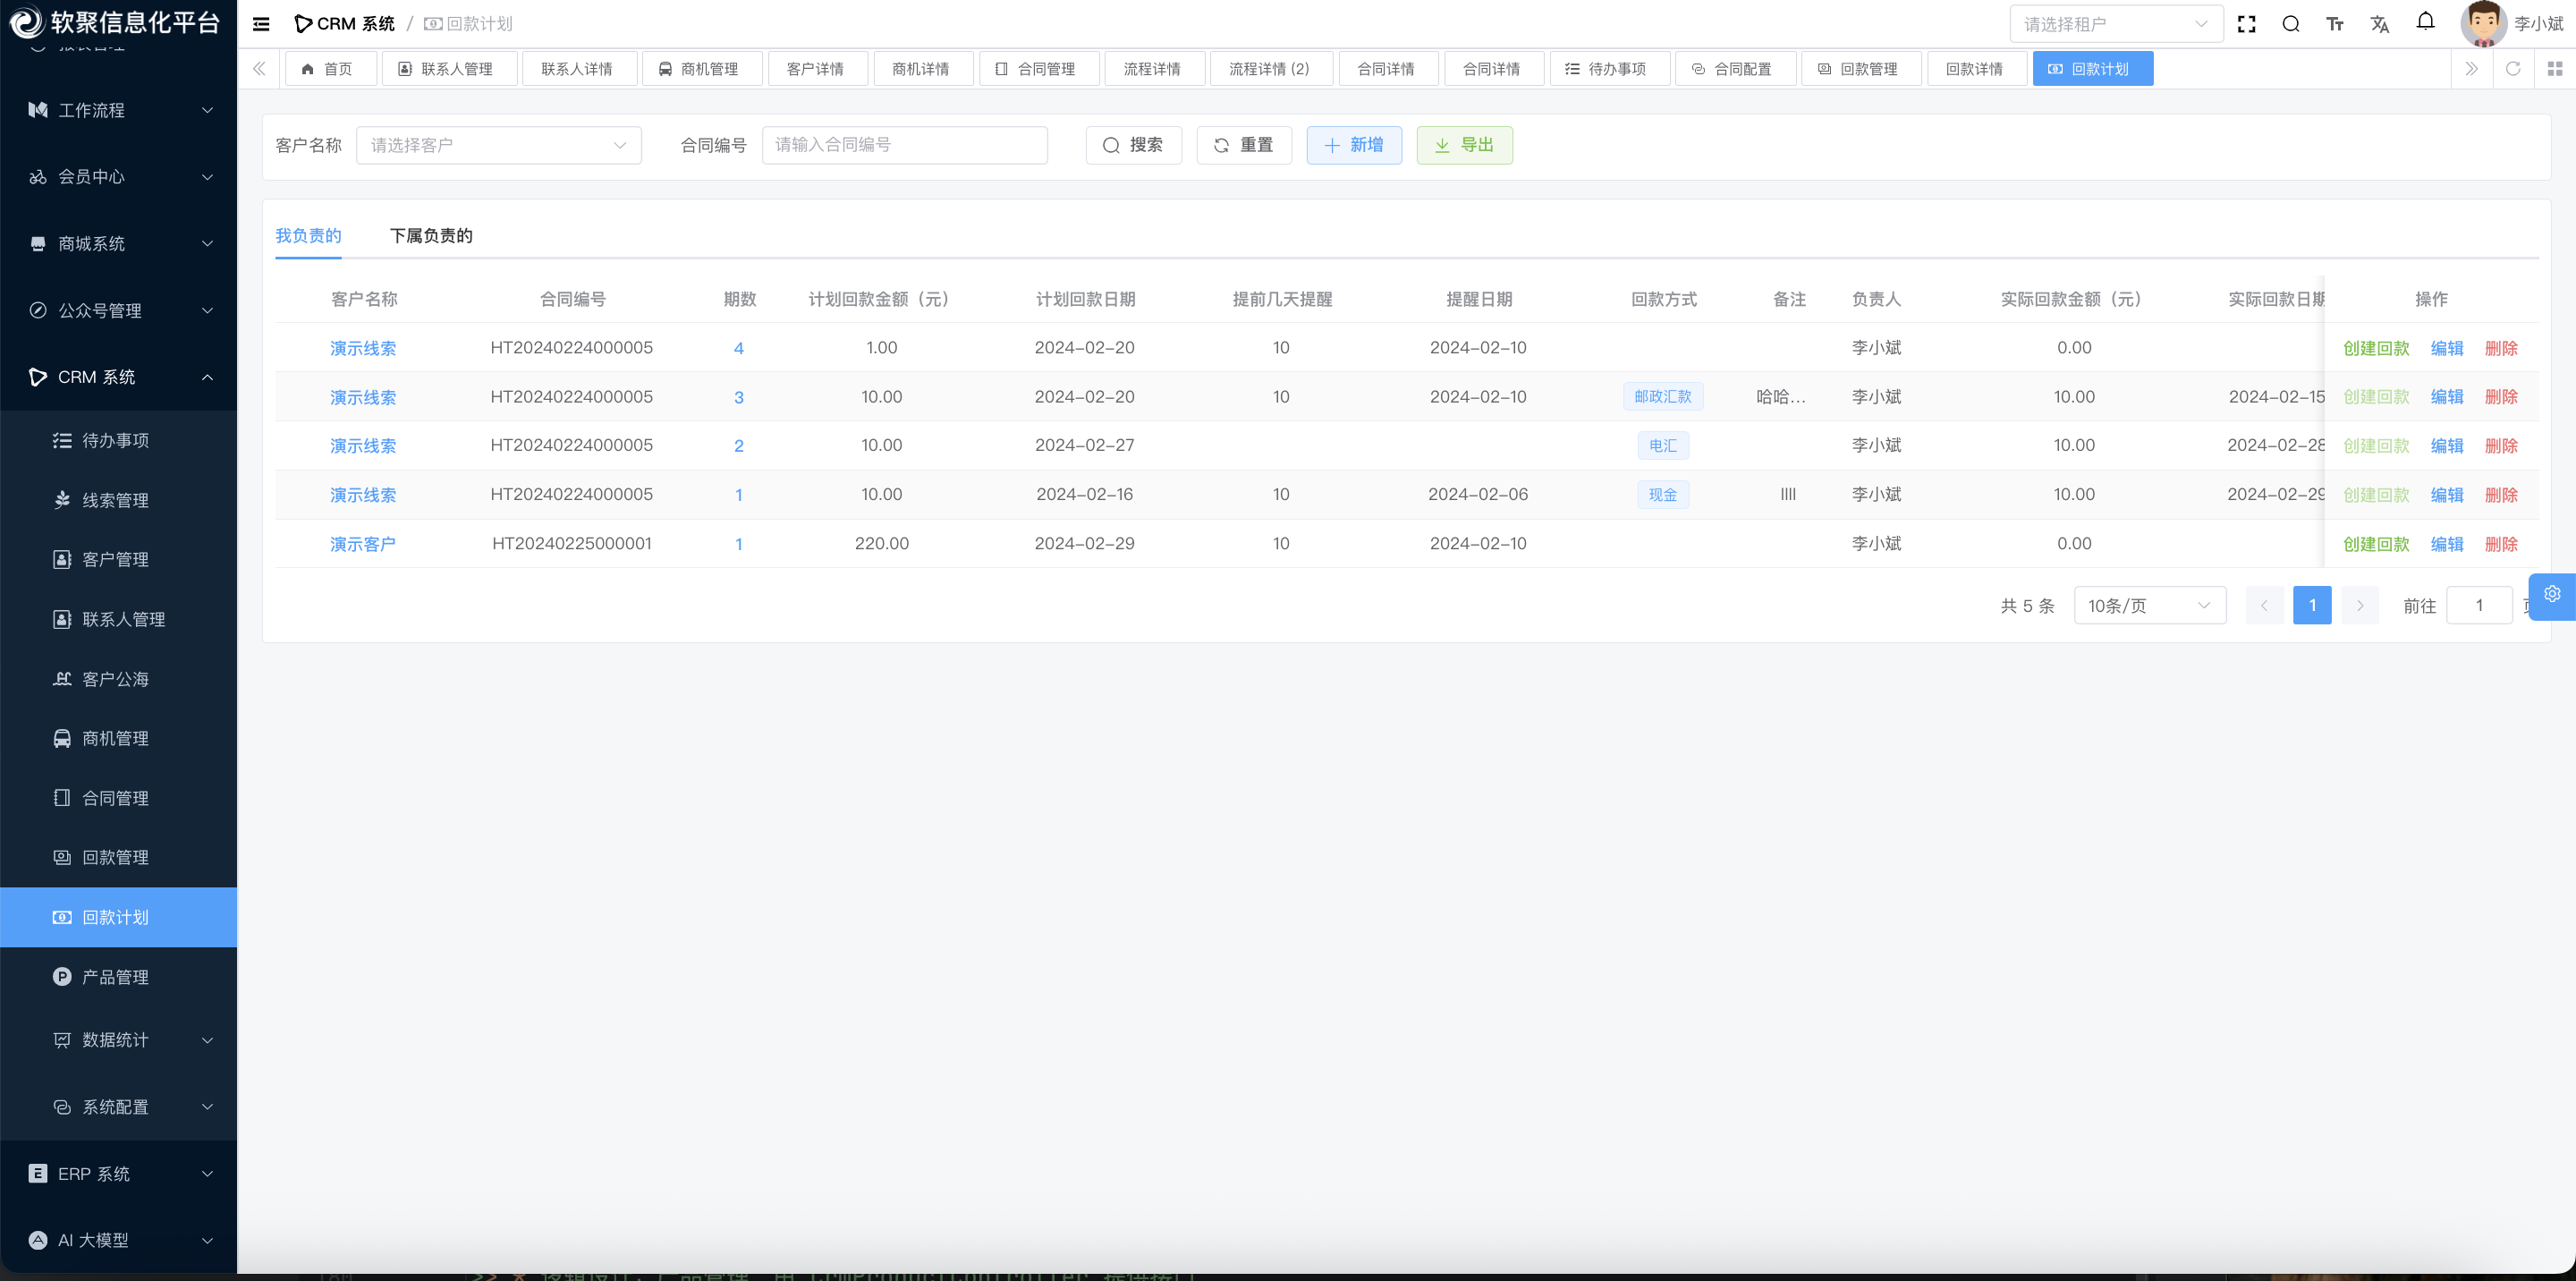 软聚信息化平台
CRM 系统 / 回款计划
请选择租户
李小斌
首页
联系人管理
联系人详情
商机管理
客户详情
商机详情
合同管理
流程详情
流程详情 (2)
合同详情
合同详情
待办事项
合同配置
回款管理
回款详情
回款计划
工作流程
会员中心
商城系统
公众号管理
CRM 系统
待办事项
线索管理
客户管理
联系人管理
客户公海
商机管理
合同管理
回款管理
回款计划
产品管理
数据统计
系统配置
ERP 系统
AI 大模型
客户名称 请选择客户 合同编号 请输入合同编号 搜索 重置 新增 导出
我负责的 下属负责的
客户名称 合同编号 期数 计划回款金额（元） 计划回款日期 提前几天提醒 提醒日期 回款方式 备注 负责人 实际回款金额（元） 实际回款日期 操作
演示线索 HT20240224000005 4 1.00 2024-02-20 10 2024-02-10 李小斌 0.00 创建回款 编辑 删除
演示线索 HT20240224000005 3 10.00 2024-02-20 10 2024-02-10 邮政汇款 哈哈... 李小斌 10.00 2024-02-15 创建回款 编辑 删除
演示线索 HT20240224000005 2 10.00 2024-02-27 电汇 李小斌 10.00 2024-02-28 创建回款 编辑 删除
演示线索 HT20240224000005 1 10.00 2024-02-16 10 2024-02-06 现金 llll 李小斌 10.00 2024-02-29 创建回款 编辑 删除
演示客户 HT20240225000001 1 220.00 2024-02-29 10 2024-02-10 李小斌 0.00 创建回款 编辑 删除
共 5 条 10条/页 1 前往 1